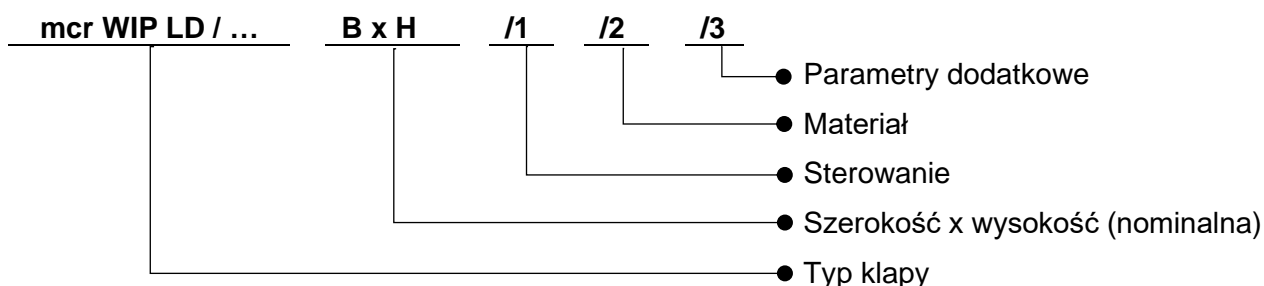 mcr WIP LD / … B x H /1 /2 /3
Parametry dodatkowe
Materiał
Sterowanie
Szerokość x wysokość (nominalna)
Typ klapy